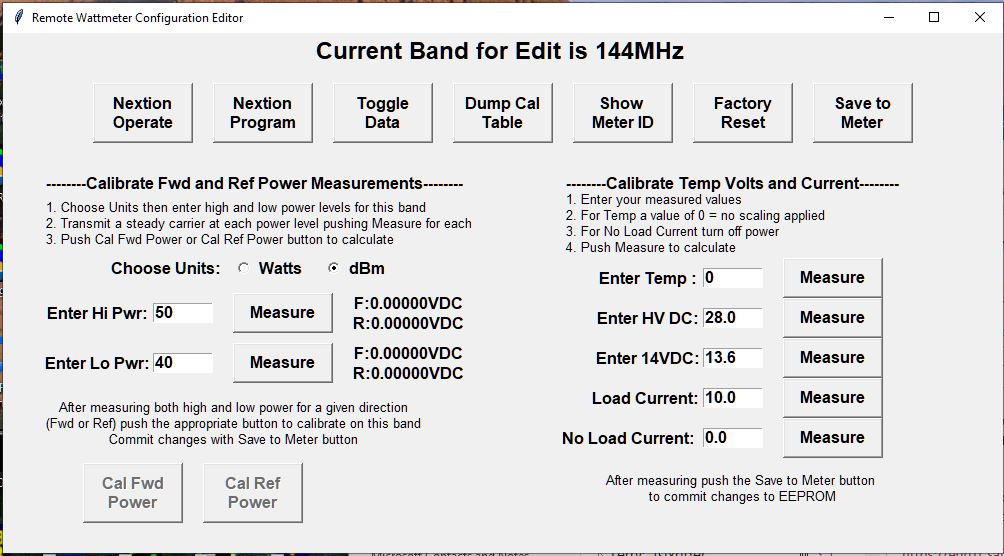 Remote Wattmeter Configuration Editor
Current Band for Edit is 144MHz
Nextion Operate
Nextion Program
Toggle Data
Dump Cal Table
Show Meter ID
Factory Reset
Save to Meter
--------Calibrate Fwd and Ref Power Measurements--------
1. Choose Units then enter high and low power levels for this band
2. Transmit a steady carrier at each power level pushing Measure for each
3. Push Cal Fwd Power or Cal Ref Power button to calculate
Choose Units: Watts dBm
Enter Hi Pwr: 50 Measure
F:0.00000VDC
R:0.00000VDC
Enter Lo Pwr: 40 Measure
F:0.00000VDC
R:0.00000VDC
After measuring both high and low power for a given direction
(Fwd or Ref) push the appropriate button to calibrate on this band
Commit changes with Save to Meter button
Cal Fwd Power
Cal Ref Power
--------Calibrate Temp Volts and Current--------
1. Enter your measured values
2. For Temp a value of 0 = no scaling applied
3. For No Load Current turn off power
4. Push Measure to calculate
Enter Temp : 0 Measure
Enter HV DC: 28.0 Measure
Enter 14VDC: 13.6 Measure
Load Current: 10.0 Measure
No Load Current: 0.0 Measure
After measuring push the Save to Meter button
to commit changes to EEPROM